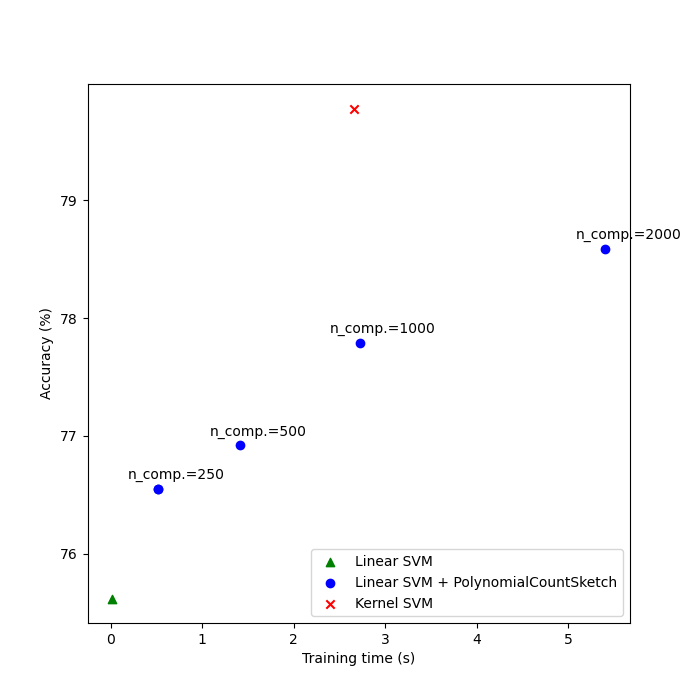 79
n_comp.=2000
78
n_comp.=1000
Accuracy (%)
77
n_comp.=500
n_comp.=250
76
Linear SVM
Linear SVM + PolynomialCountSketch
Kernel SVM
0 1 2 3 4 5
Training time (s)